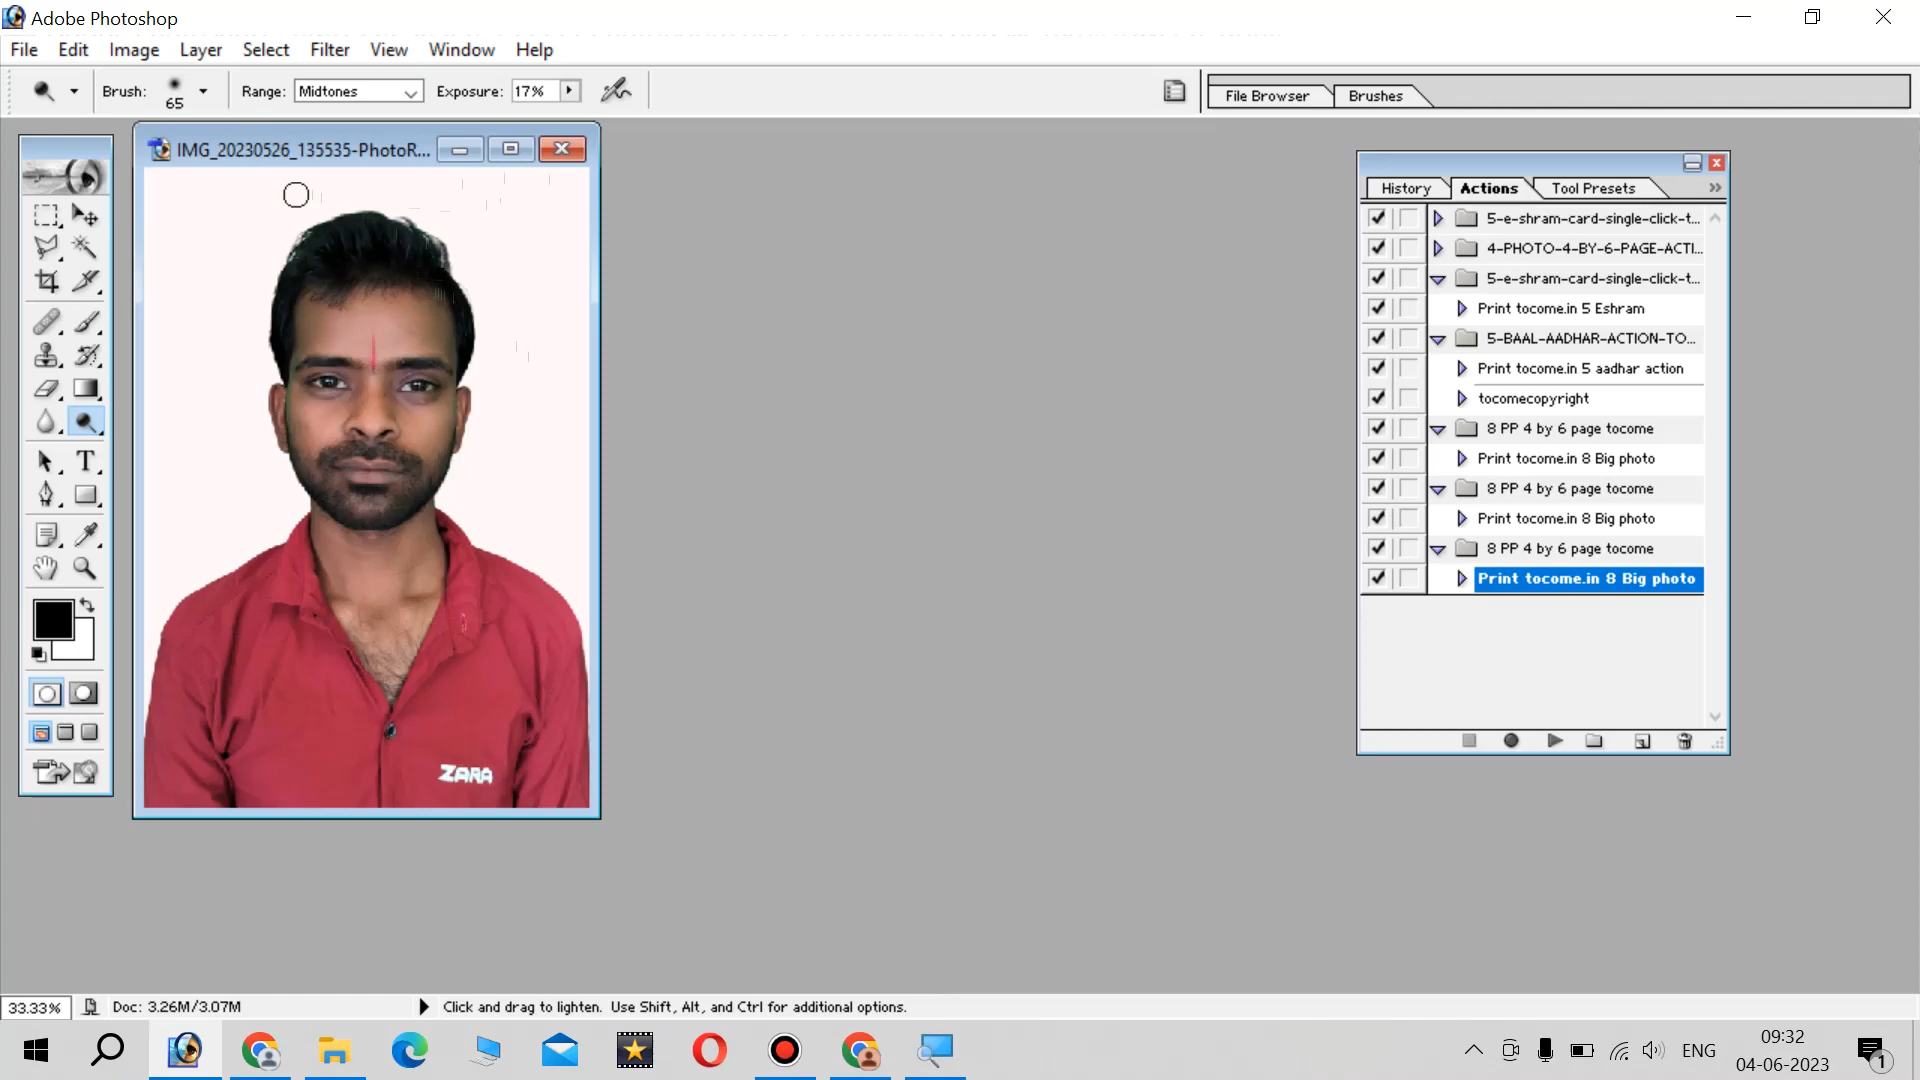 Adobe Photoshop
File Edit Image Layer Select Filter View Window Help
Brush: 65 Range: Midtones Exposure: 17% File Browser Brushes
IMG_20230526_135535-PhotoR...
History Actions Tool Presets
5-e-shram-card-single-click-t...
4-PHOTO-4-BY-6-PAGE-ACTI...
5-e-shram-card-single-click-t...
Print tocome.in 5 Eshram
5-BAAL-AADHAR-ACTION-TO...
Print tocome.in 5 aadhar action
tocomecopyright
8 PP 4 by 6 page tocome
Print tocome.in 8 Big photo
8 PP 4 by 6 page tocome
Print tocome.in 8 Big photo
8 PP 4 by 6 page tocome
Print tocome.in 8 Big photo
ZARA
33.33% Doc: 3.26M/3.07M Click and drag to lighten. Use Shift, Alt, and Ctrl for additional options.
ENG 09:32
04-06-2023
1